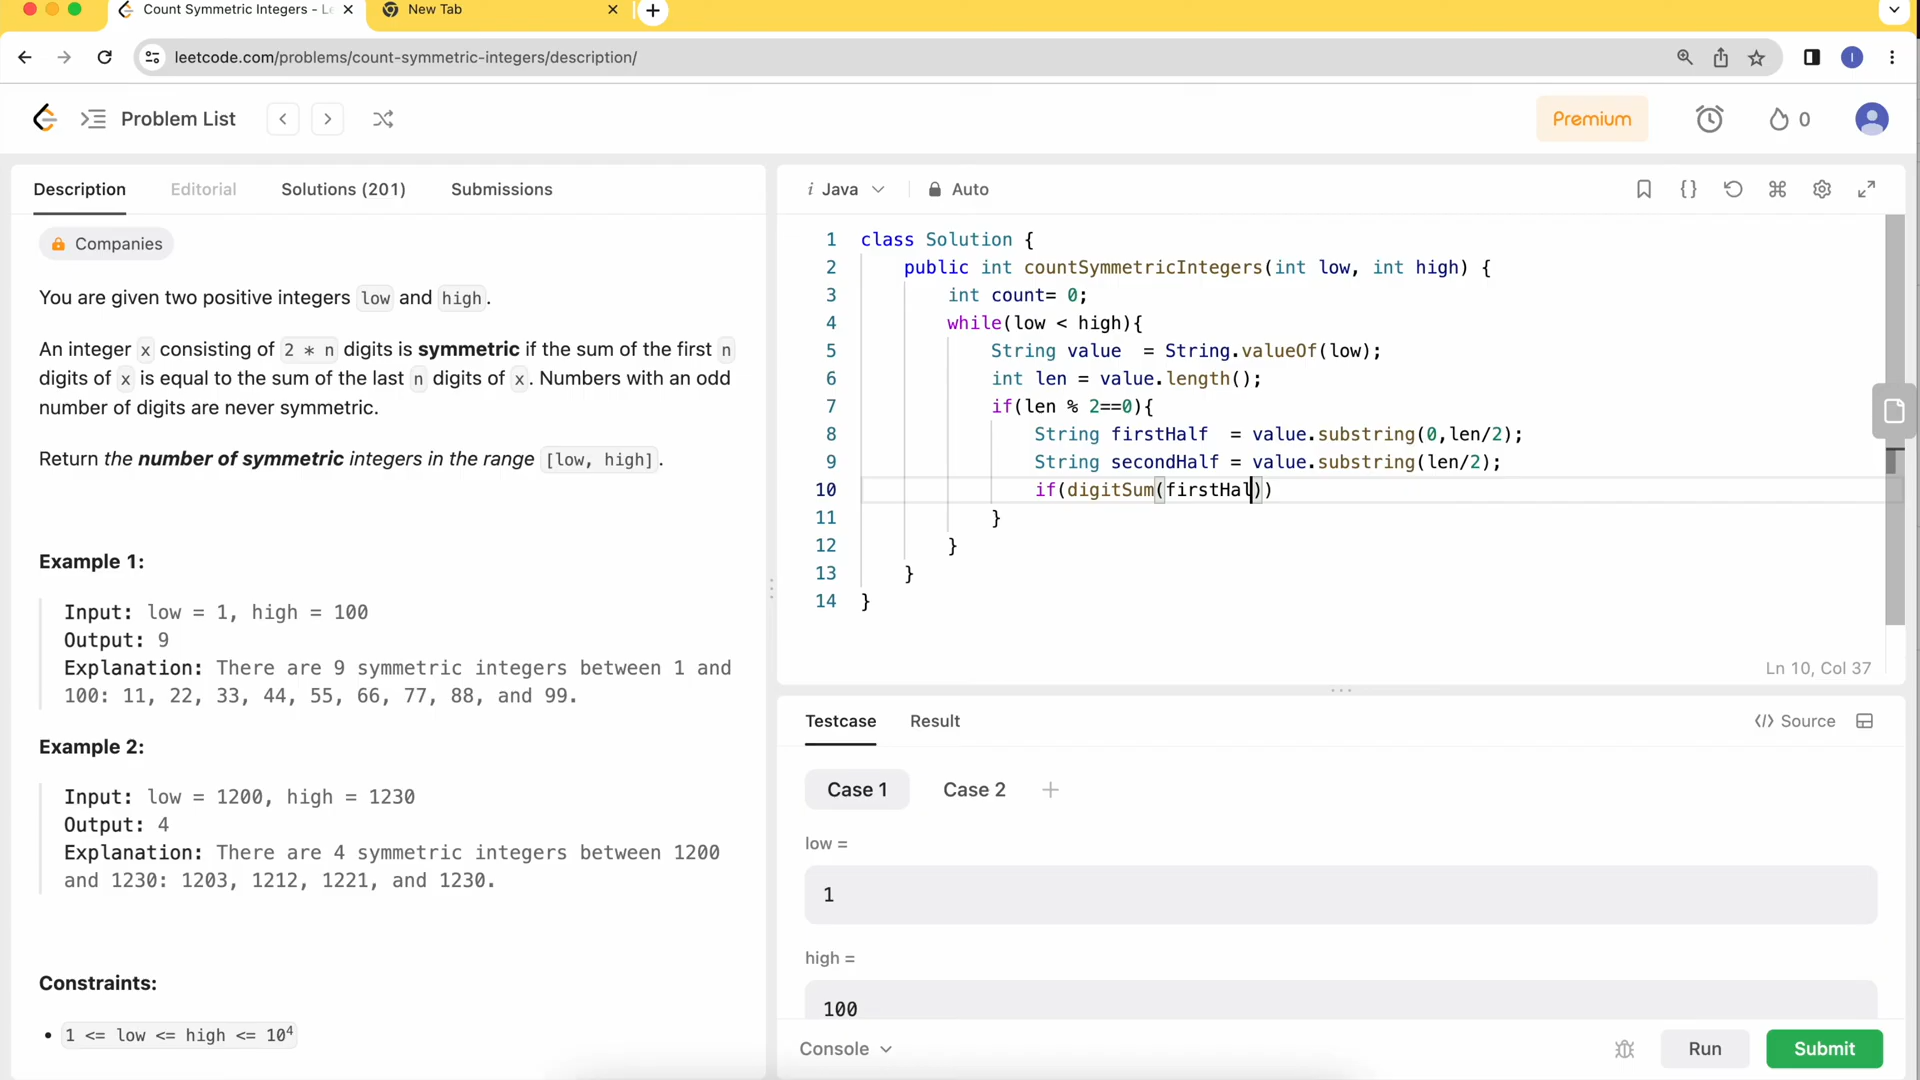 Count Symmetric Integers - Le
New Tab
leetcode.com/problems/count-symmetric-integers/description/
I
Problem List
Premium
0
Description
Editorial
Solutions (201)
Submissions
Companies
You are given two positive integers low and high.
An integer x consisting of 2 * n digits is symmetric if the sum of the first n
digits of x is equal to the sum of the last n digits of x. Numbers with an odd
number of digits are never symmetric.
Return the number of symmetric integers in the range [low, high].
Example 1:
Input: low = 1, high = 100
Output: 9
Explanation: There are 9 symmetric integers between 1 and
100: 11, 22, 33, 44, 55, 66, 77, 88, and 99.
Example 2:
Input: low = 1200, high = 1230
Output: 4
Explanation: There are 4 symmetric integers between 1200
and 1230: 1203, 1212, 1221, and 1230.
Constraints:
• 1 <= low <= high <= 10⁴
i Java
Auto
1 class Solution {
2 public int countSymmetricIntegers(int low, int high) {
3 int count= 0;
4 while(low < high){
5 String value  = String.valueOf(low);
6 int len = value.length();
7 if(len % 2==0){
8 String firstHalf  = value.substring(0,len/2);
9 String secondHalf = value.substring(len/2);
10 if(digitSum(firstHal))
11 }
12 }
13 }
14 }
Ln 10, Col 37
Testcase
Result
</> Source
Case 1
Case 2
+
low =
1
high =
100
Console
Run
Submit